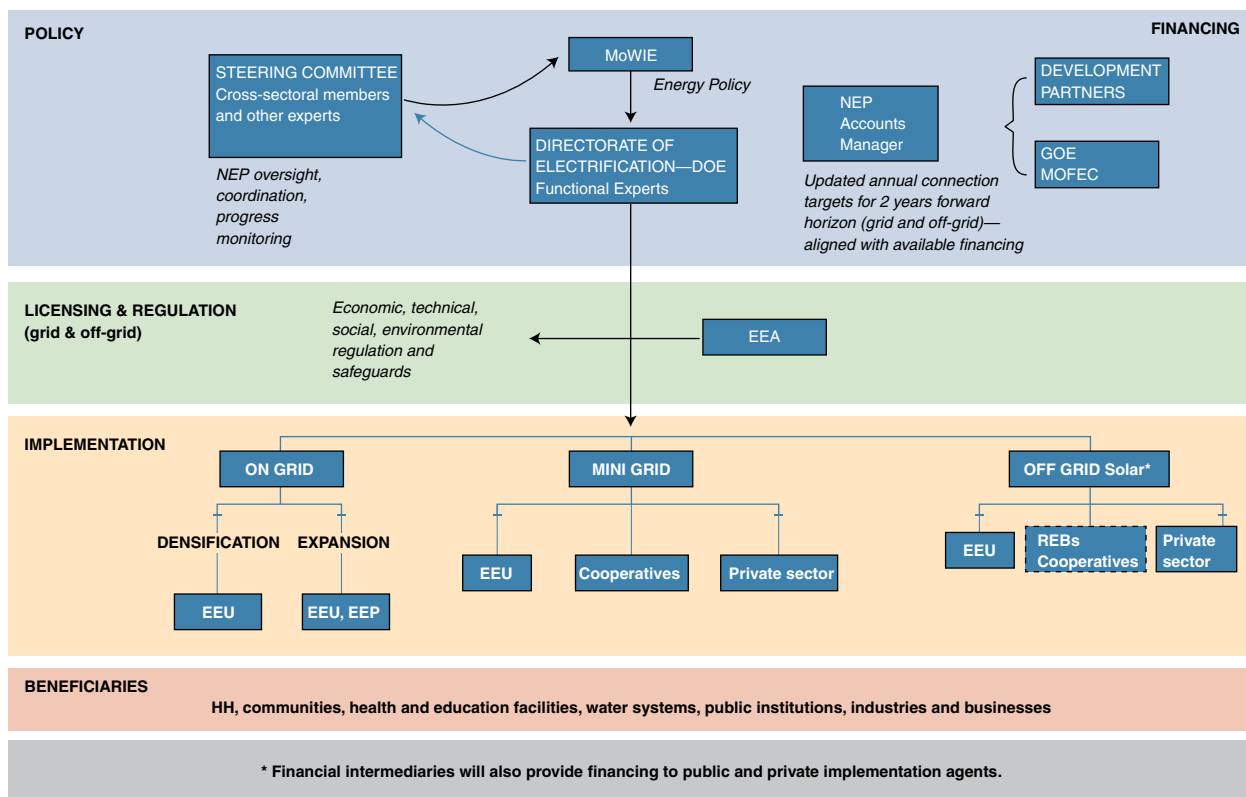 POLICY
FINANCING
STEERING COMMITTEE
Cross-sectoral members
and other experts
NEP oversight,
coordination,
progress
monitoring
MoWIE
Energy Policy
DIRECTORATE OF
ELECTRIFICATION—DOE
Functional Experts
NEP
Accounts
Manager
Updated annual connection
targets for 2 years forward
horizon (grid and off-grid)—
aligned with available financing
DEVELOPMENT
PARTNERS
GOE
MOFEC
LICENSING & REGULATION
(grid & off-grid)
Economic, technical,
social, environmental
regulation and
safeguards
EEA
IMPLEMENTATION
ON GRID
MINI GRID
OFF GRID Solar*
DENSIFICATION
EXPANSION
EEU
EEU, EEP
EEU
Cooperatives
Private sector
EEU
REBs
Cooperatives
Private
sector
BENEFICIARIES
HH, communities, health and education facilities, water systems, public institutions, industries and businesses
* Financial intermediaries will also provide financing to public and private implementation agents.